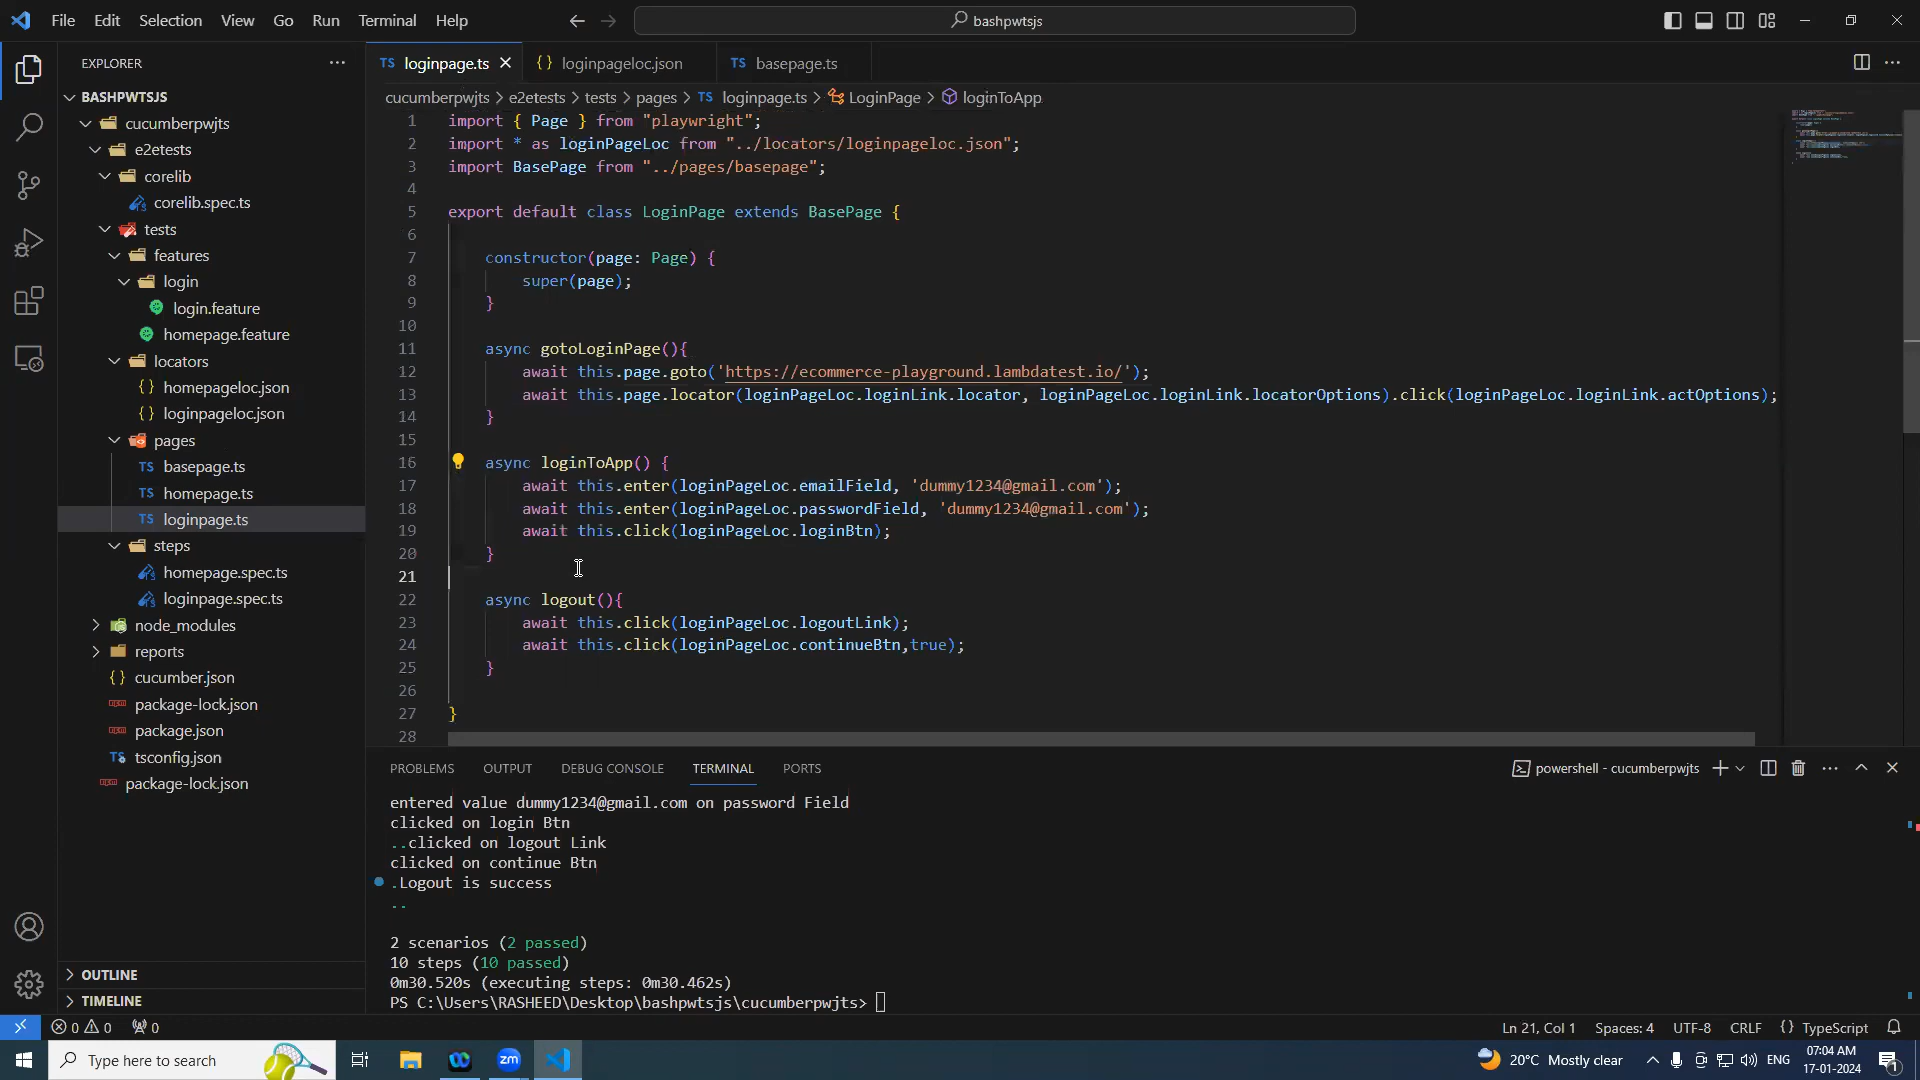 File Edit Selection View Go Run Terminal Help
bashpwtsjs
EXPLORER
BASHPWTSJS
cucumberpwjts
e2etests
corelib
corelib.spec.ts
tests
features
login
login.feature
homepage.feature
locators
homepageloc.json
loginpageloc.json
pages
basepage.ts
homepage.ts
loginpage.ts
steps
homepage.spec.ts
loginpage.spec.ts
node_modules
reports
cucumber.json
package-lock.json
package.json
tsconfig.json
package-lock.json
OUTLINE
TIMELINE
TS loginpage.ts {} loginpageloc.json TS basepage.ts
cucumberpwjts > e2etests > tests > pages > TS loginpage.ts > LoginPage > loginToApp
1 import { Page } from "playwright";
2 import * as loginPageLoc from "../locators/loginpageloc.json";
3 import BasePage from "../pages/basepage";
4
5 export default class LoginPage extends BasePage {
6
7 constructor(page: Page) {
8 super(page);
9 }
10
11 async gotoLoginPage(){
12 await this.page.goto('https://ecommerce-playground.lambdatest.io/');
13 await this.page.locator(loginPageLoc.loginLink.locator, loginPageLoc.loginLink.locatorOptions).click(loginPageLoc.loginLink.actOptions);
14 }
15
16 async loginToApp() {
17 await this.enter(loginPageLoc.emailField, 'dummy1234@gmail.com');
18 await this.enter(loginPageLoc.passwordField, 'dummy1234@gmail.com');
19 await this.click(loginPageLoc.loginBtn);
20 }
21
22 async logout(){
23 await this.click(loginPageLoc.logoutLink);
24 await this.click(loginPageLoc.continueBtn,true);
25 }
26
27 }
28
PROBLEMS OUTPUT DEBUG CONSOLE TERMINAL PORTS
powershell - cucumberpwjts
entered value dummy1234@gmail.com on password Field
clicked on login Btn
..clicked on logout Link
clicked on continue Btn
.Logout is success
..
2 scenarios (2 passed)
10 steps (10 passed)
0m30.520s (executing steps: 0m30.462s)
PS C:\Users\RASHEED\Desktop\bashpwtsjs\cucumberpwjts>
0 0 0 Ln 21, Col 1 Spaces: 4 UTF-8 CRLF {} TypeScript
Type here to search
zm
20°C Mostly clear
ENG
07:04 AM
17-01-2024
1